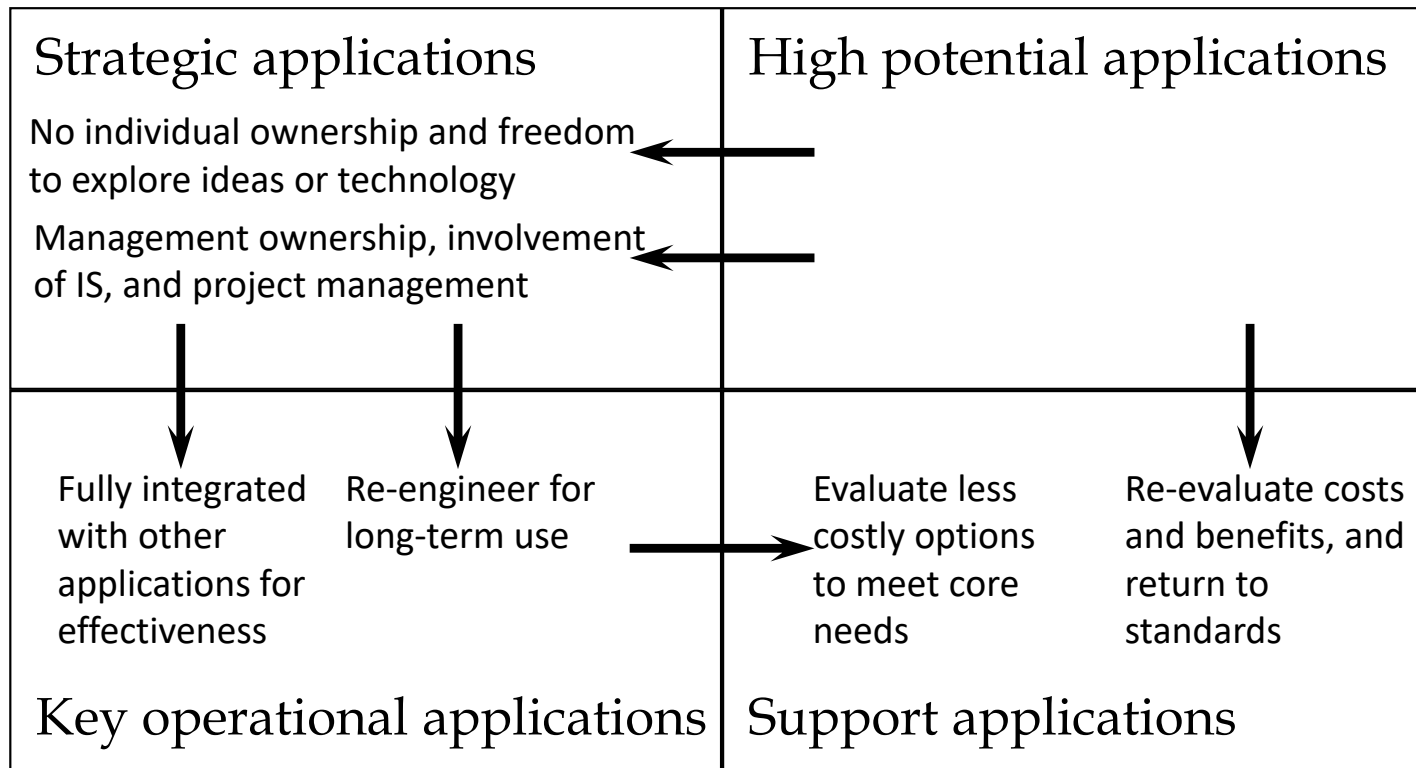 Strategic applications
No individual ownership and freedom
to explore ideas or technology
Management ownership, involvement
of IS, and project management
High potential applications
Fully integrated
with other
applications for
effectiveness
Re-engineer for
long-term use
Key operational applications
Evaluate less
costly options
to meet core
needs
Re-evaluate costs
and benefits, and
return to
standards
Support applications